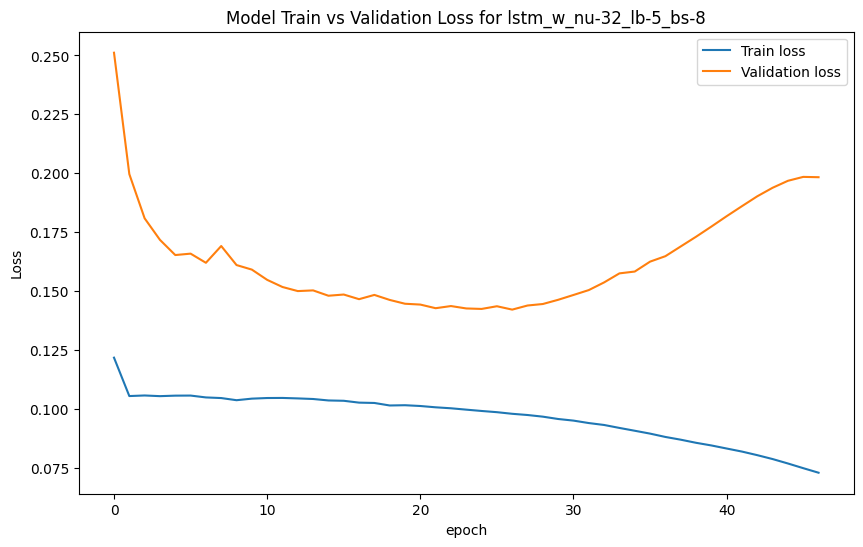 Model Train vs Validation Loss for lstm_w_nu-32_lb-5_bs-8
Train loss
Validation loss
0.250
0.225
0.200
0.175
0.150
0.125
0.100
0.075
Loss
0
10
20
30
40
epoch